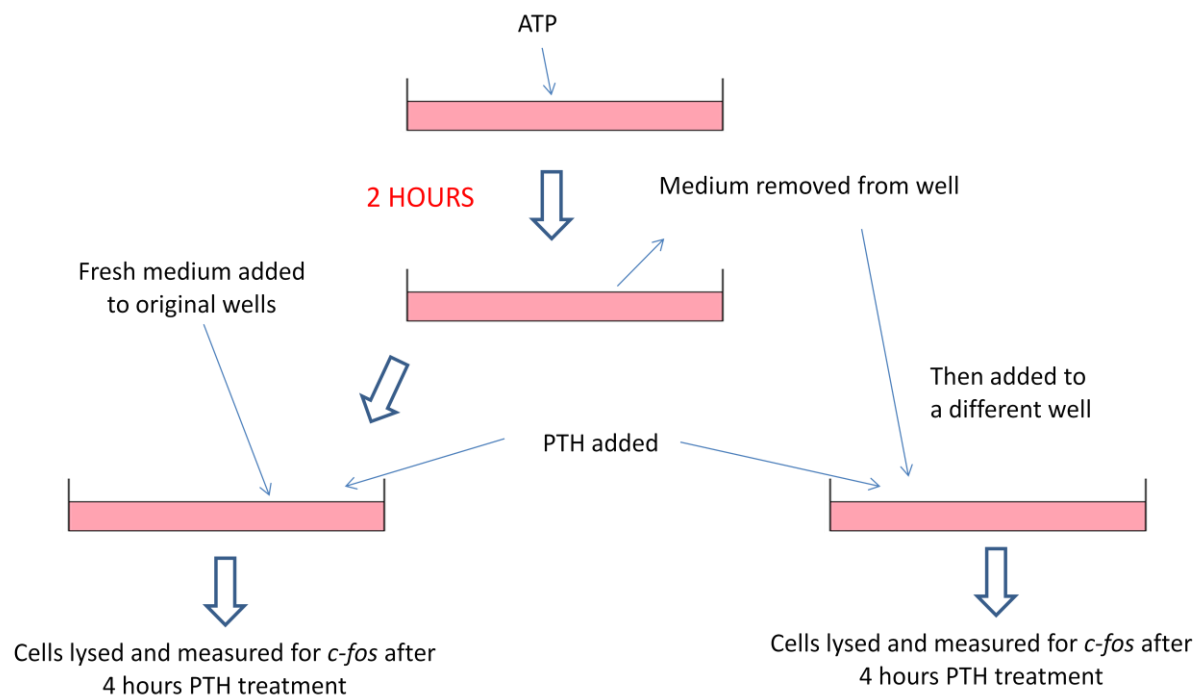 ATP
2 HOURS
Medium removed from well
Fresh medium added
to original wells
Then added to
a different well
PTH added
Cells lysed and measured for c-fos after
4 hours PTH treatment
Cells lysed and measured for c-fos after
4 hours PTH treatment